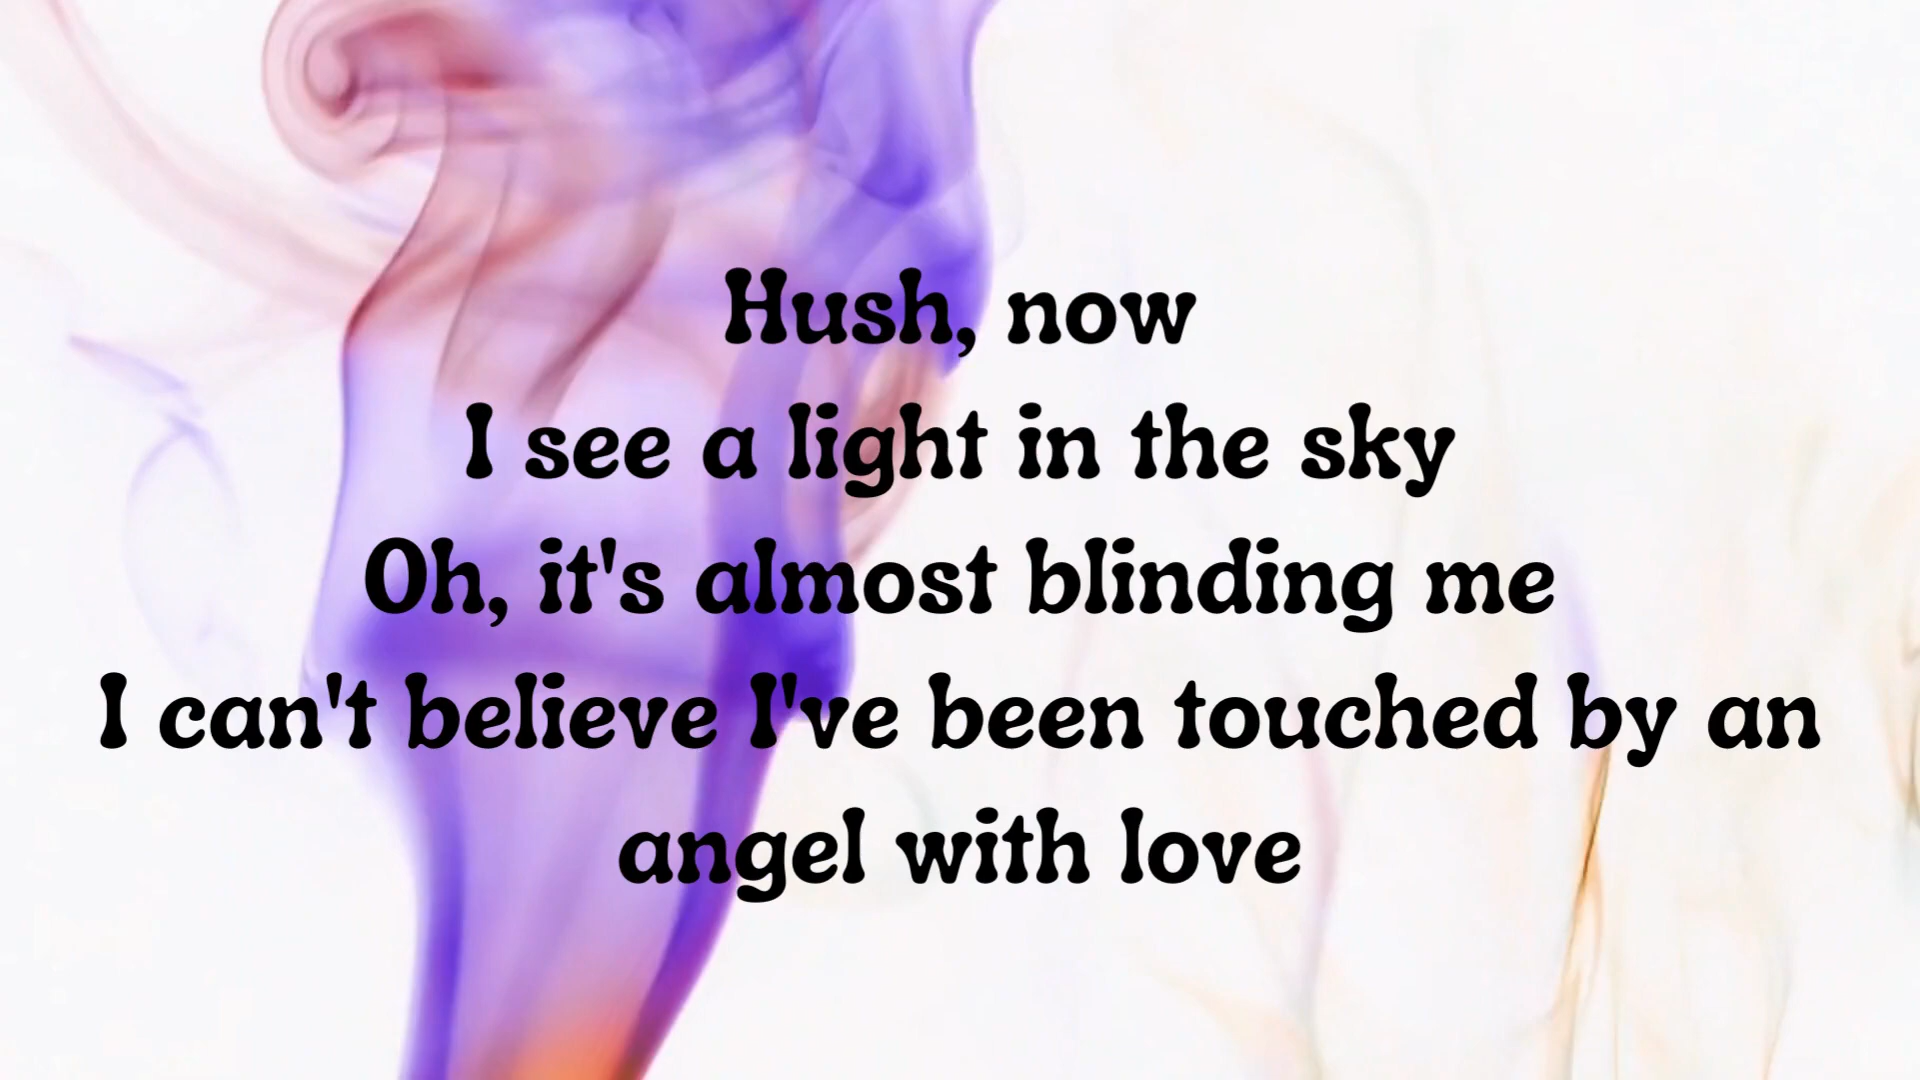 Hush, now
I see a light in the sky
Oh, it's almost blinding me
I can't believe I've been touched by an
angel with love